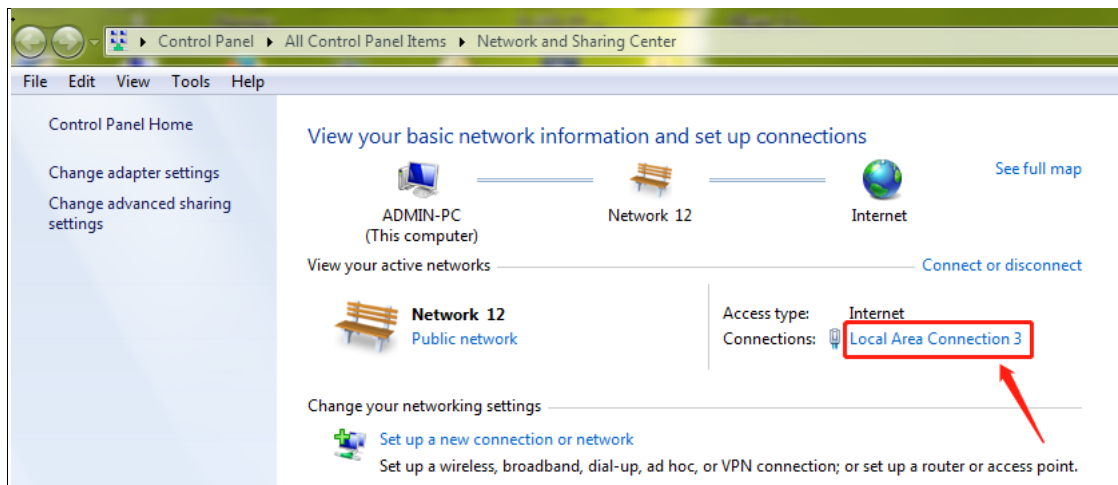 Control Panel ▸ All Control Panel Items ▸ Network and Sharing Center
File Edit View Tools Help
Control Panel Home
Change adapter settings
Change advanced sharing
settings
View your basic network information and set up connections
See full map
ADMIN-PC
(This computer)
Network 12
Internet
View your active networks
Connect or disconnect
Network 12
Public network
Access type: Internet
Connections: Local Area Connection 3
Change your networking settings
Set up a new connection or network
Set up a wireless, broadband, dial-up, ad hoc, or VPN connection; or set up a router or access point.